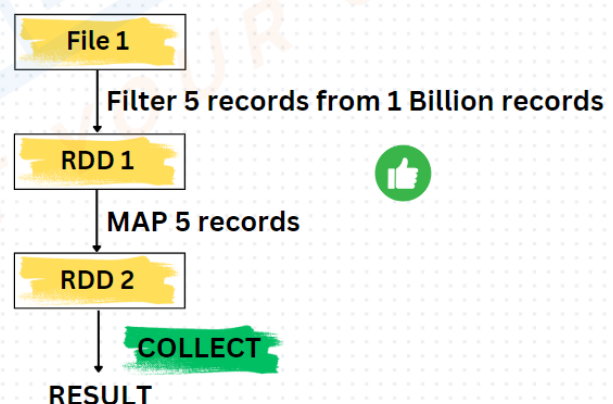 File 1
Filter 5 records from 1 Billion records
RDD 1
MAP 5 records
RDD 2
COLLECT
RESULT